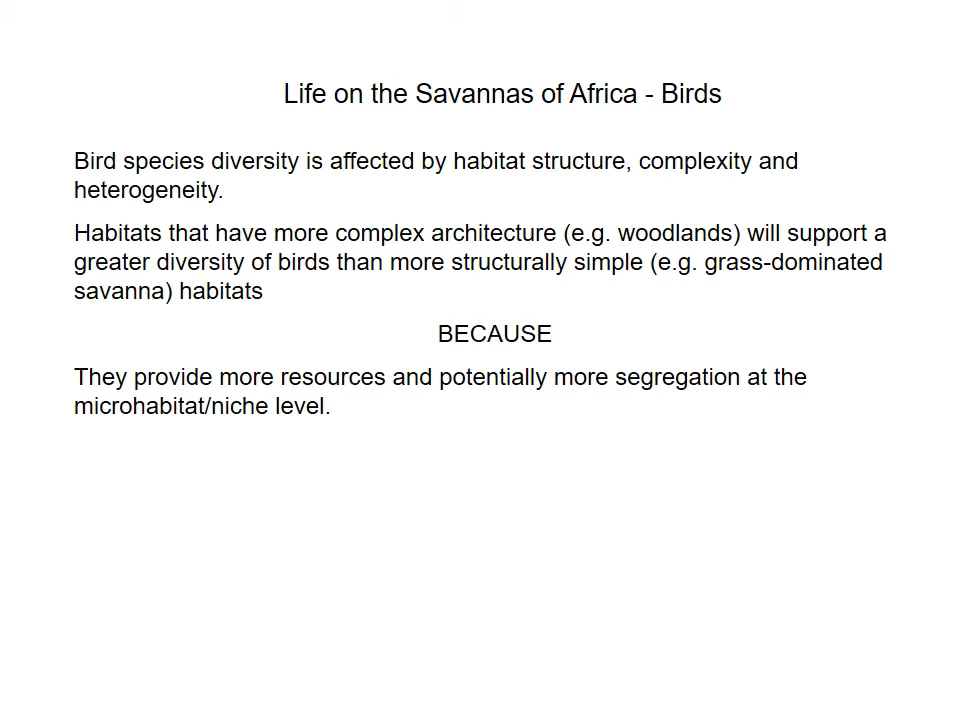 Life on the Savannas of Africa - Birds
Bird species diversity is affected by habitat structure, complexity and
heterogeneity.
Habitats that have more complex architecture (e.g. woodlands) will support a
greater diversity of birds than more structurally simple (e.g. grass-dominated
savanna) habitats
BECAUSE
They provide more resources and potentially more segregation at the
microhabitat/niche level.